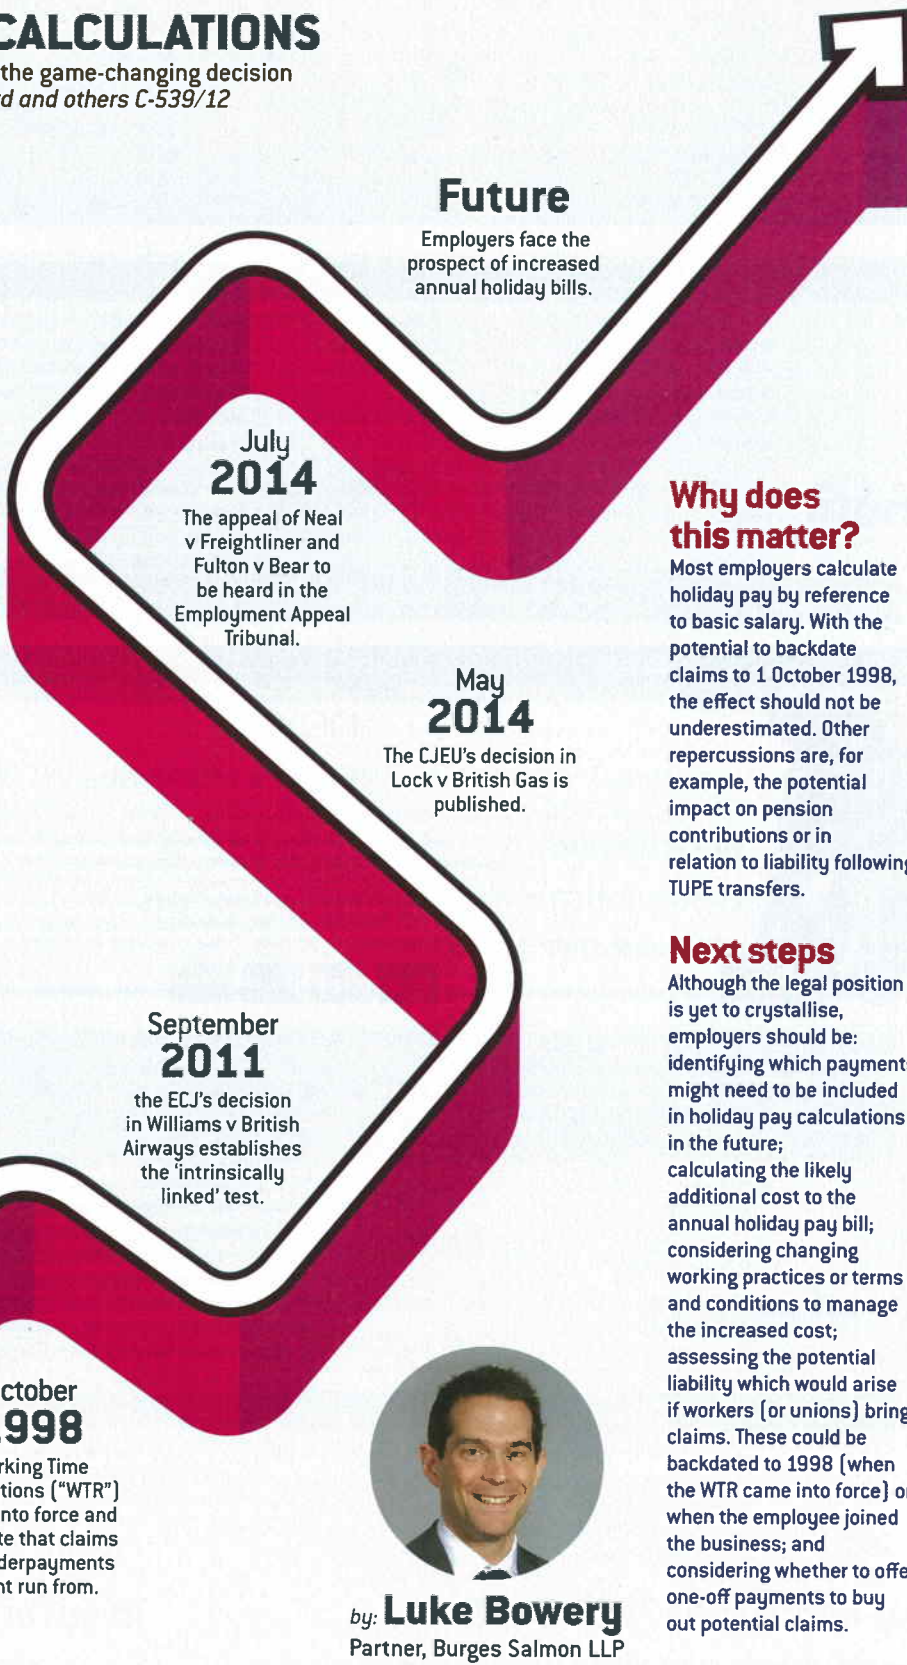 CALCULATIONS
the game-changing decision
rd and others C-539/12
Future
Employers face the
prospect of increased
annual holiday bills.
July
2014
The appeal of Neal
v Freightliner and
Fulton v Bear to
be heard in the
Employment Appeal
Tribunal.
May
2014
The CJEU's decision in
Lock v British Gas is
published.
September
2011
the ECJ's decision
in Williams v British
Airways establishes
the 'intrinsically
linked' test.
ctober
1998
rking Time
tions ("WTR")
nto force and
te that claims
derpayments
nt run from.
by: Luke Bowery
Partner, Burges Salmon LLP
Why does
this matter?
Most employers calculate
holiday pay by reference
to basic salary. With the
potential to backdate
claims to 1 October 1998,
the effect should not be
underestimated. Other
repercussions are, for
example, the potential
impact on pension
contributions or in
relation to liability following
TUPE transfers.
Next steps
Although the legal position
is yet to crystallise,
employers should be:
identifying which payments
might need to be included
in holiday pay calculations
in the future;
calculating the likely
additional cost to the
annual holiday pay bill;
considering changing
working practices or terms
and conditions to manage
the increased cost;
assessing the potential
liability which would arise
if workers (or unions) bring
claims. These could be
backdated to 1998 (when
the WTR came into force) or
when the employee joined
the business; and
considering whether to offe
one-off payments to buy
out potential claims.